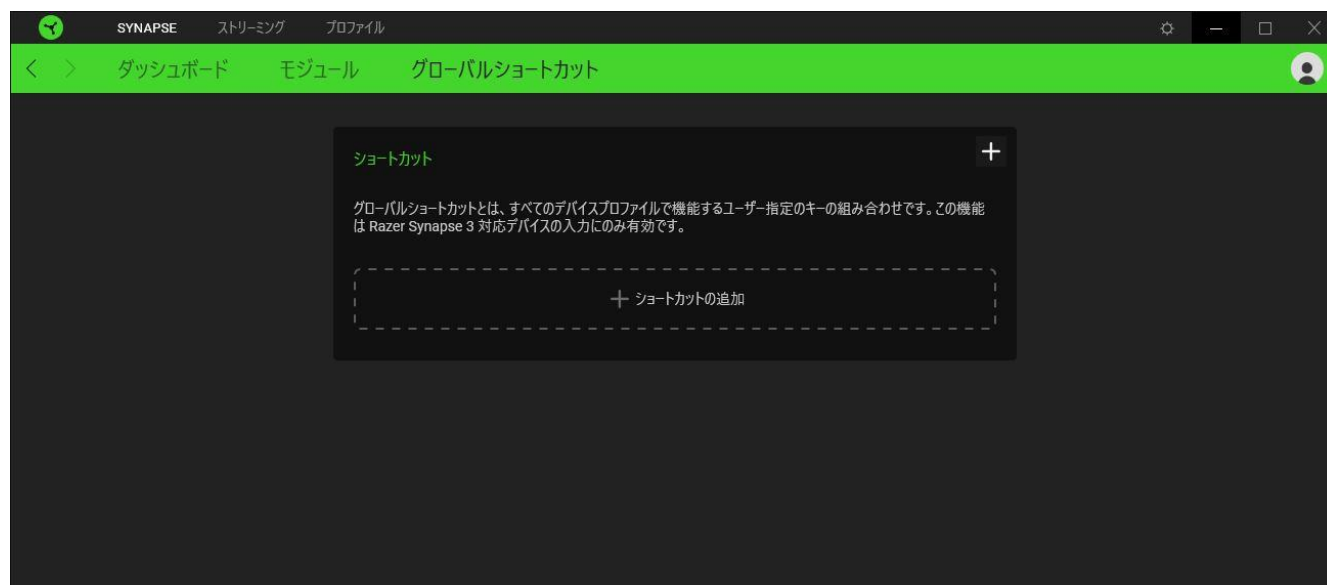 SYNAPSE ストリーミング プロファイル
ダッシュボード モジュール グローバルショートカット
ショートカット
グローバルショートカットとは、すべてのデバイスプロファイルで機能するユーザー指定のキーの組み合わせです。この機能
は Razer Synapse 3 対応デバイスの入力にのみ有効です。
ショートカットの追加